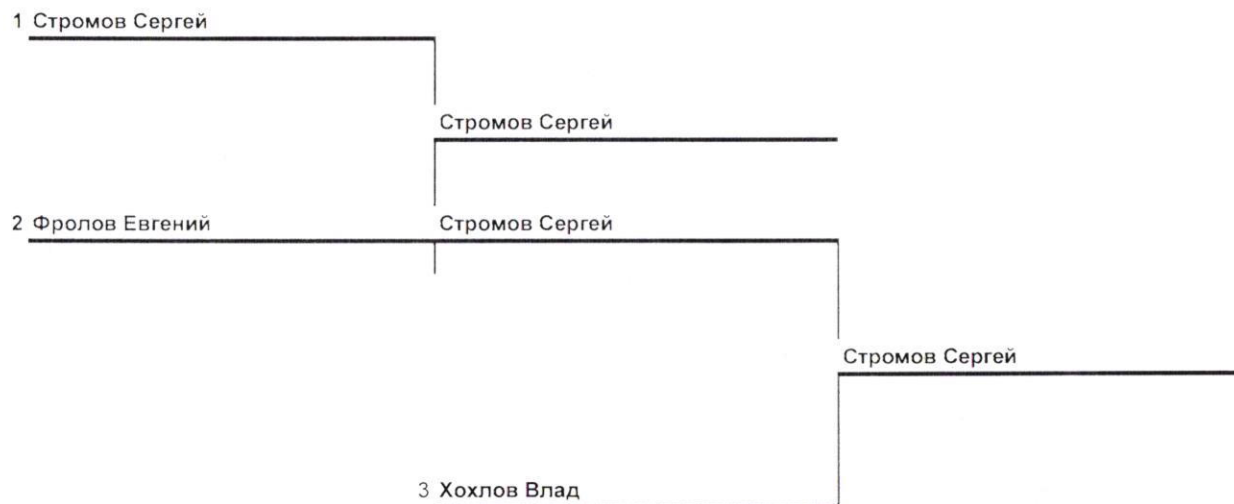 1 Стромов Сергей
Стромов Сергей
2 Фролов Евгений
Стромов Сергей
Стромов Сергей
3 Хохлов Влад